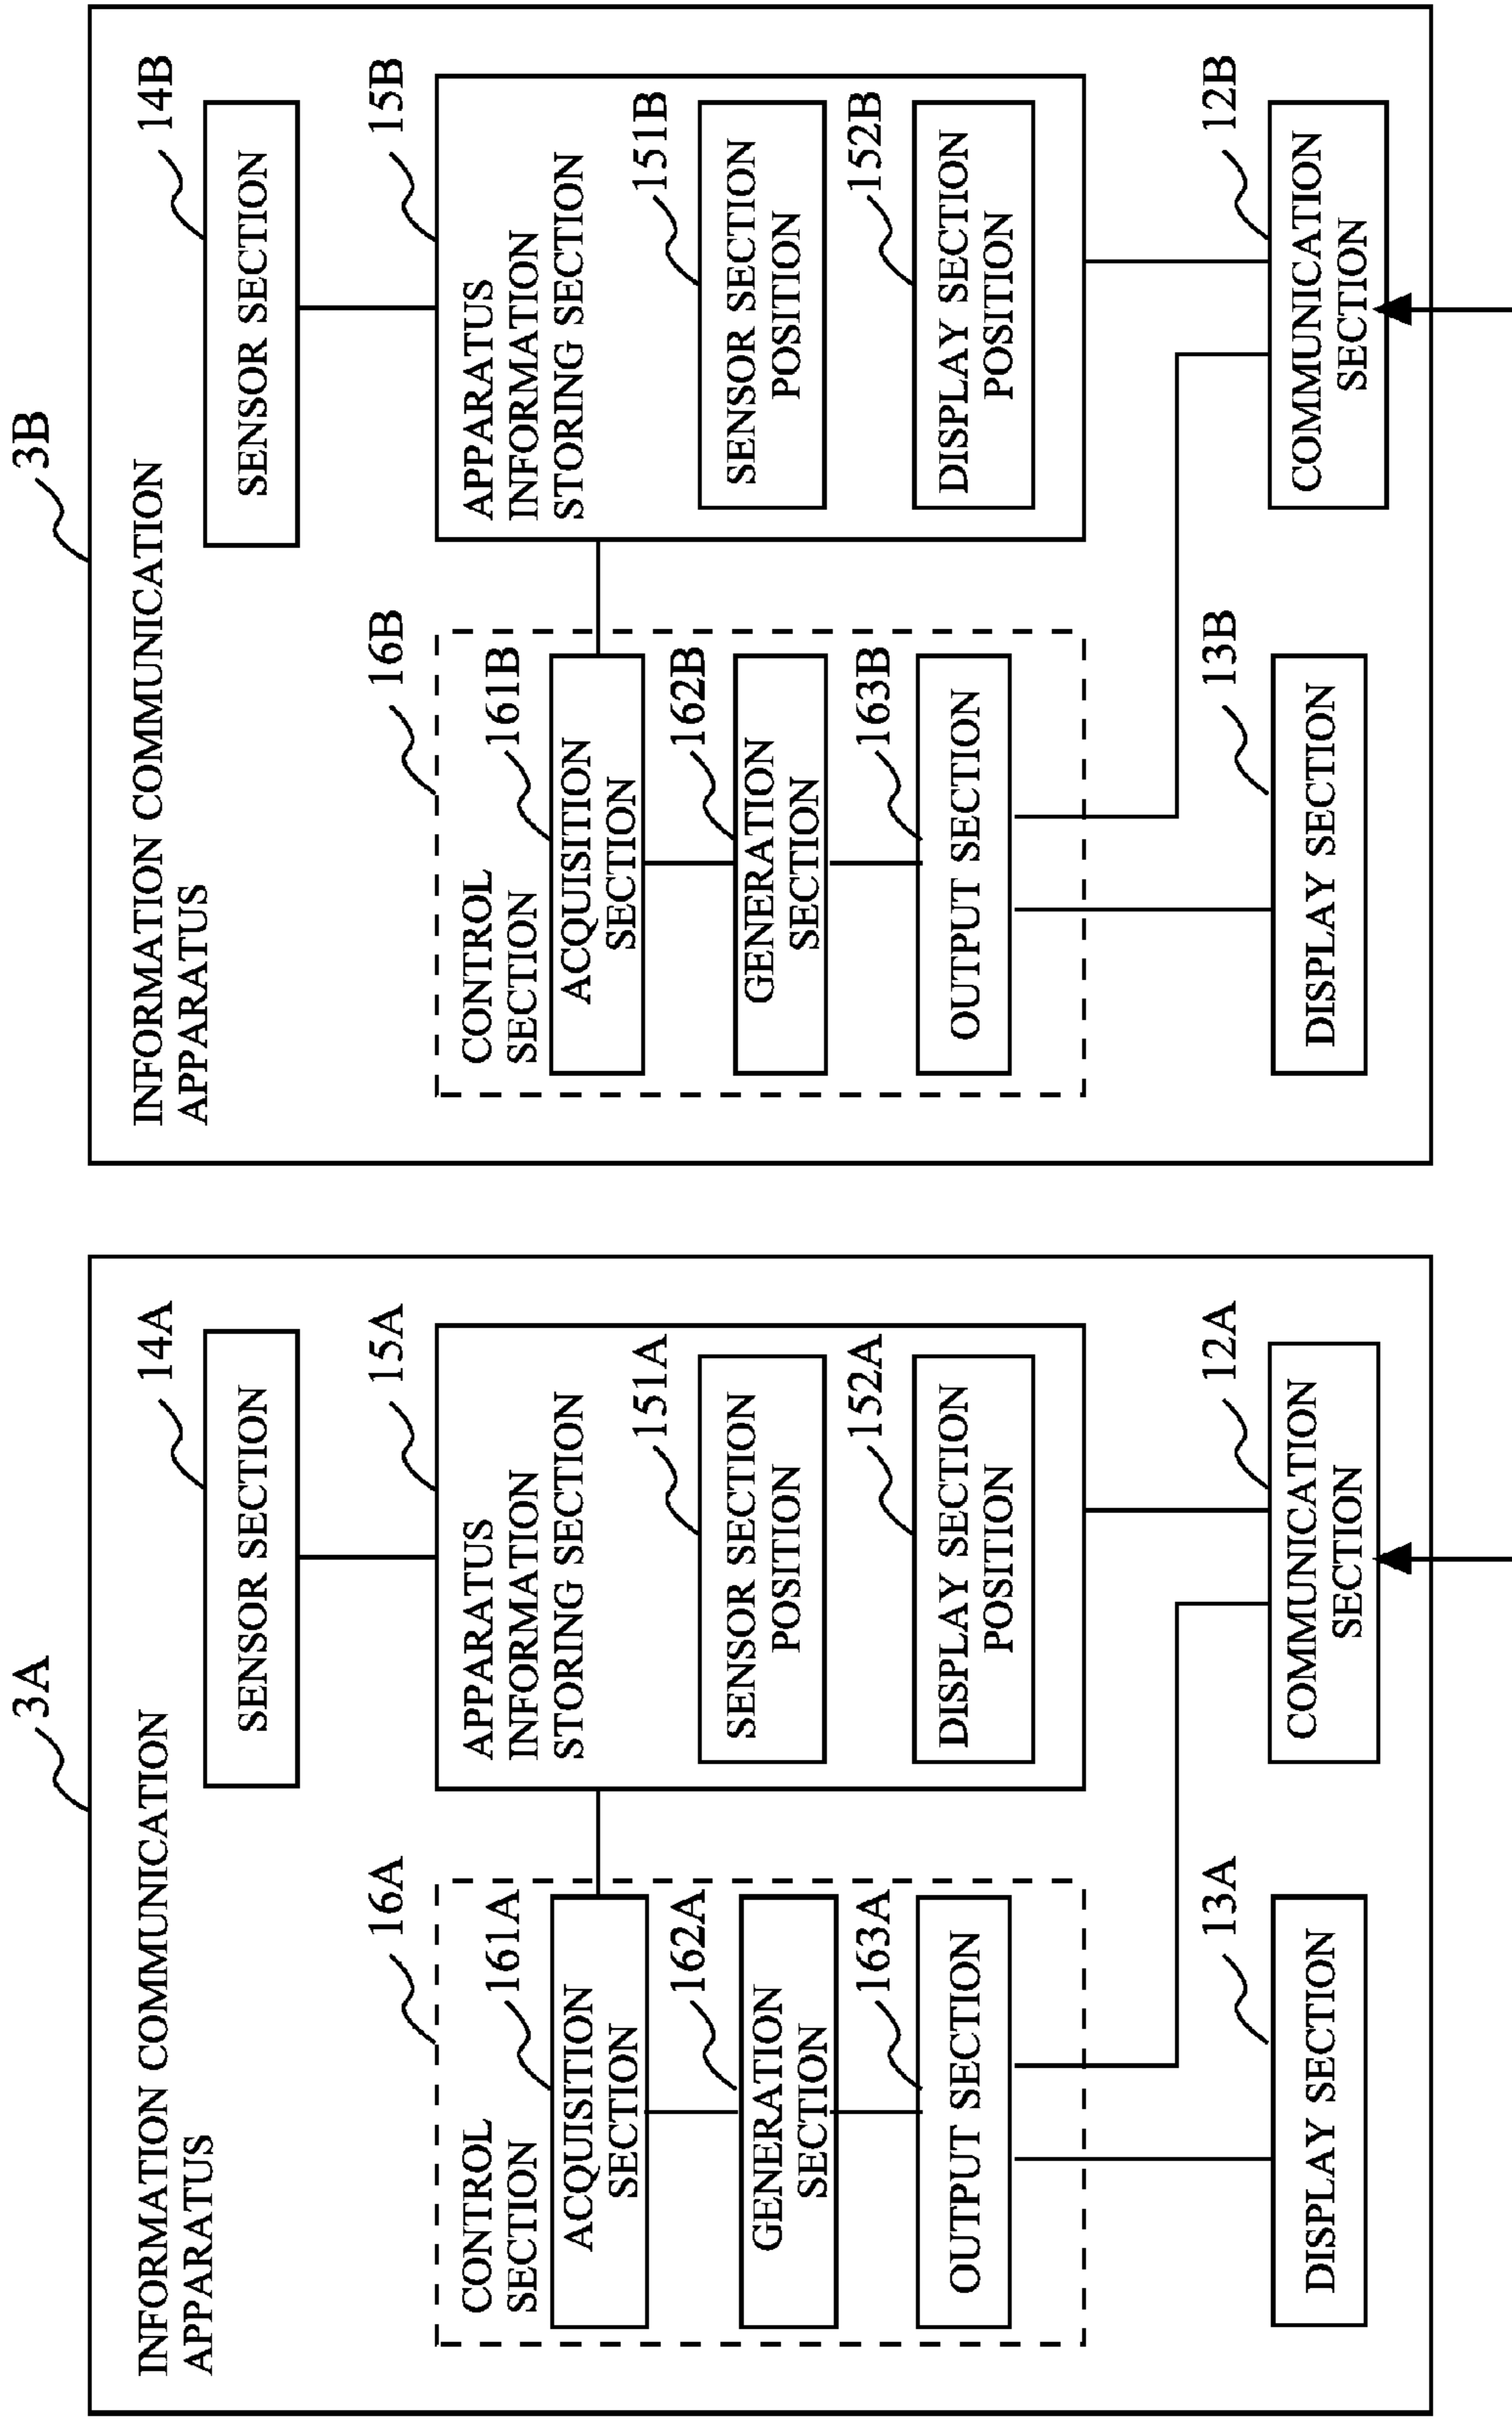 3A
INFORMATION COMMUNICATION
APPARATUS
14A
SENSOR SECTION
16A
15A
CONTROL
SECTION
161A
ACQUISITION
SECTION
162A
GENERATION
SECTION
163A
OUTPUT SECTION
APPARATUS
INFORMATION
STORING SECTION
151A
SENSOR SECTION
POSITION
152A
DISPLAY SECTION
POSITION
13A
DISPLAY SECTION
12A
COMMUNICATION
SECTION
3B
INFORMATION COMMUNICATION
APPARATUS
14B
SENSOR SECTION
16B
15B
CONTROL
SECTION
161B
ACQUISITION
SECTION
162B
GENERATION
SECTION
163B
OUTPUT SECTION
APPARATUS
INFORMATION
STORING SECTION
151B
SENSOR SECTION
POSITION
152B
DISPLAY SECTION
POSITION
13B
DISPLAY SECTION
12B
COMMUNICATION
SECTION